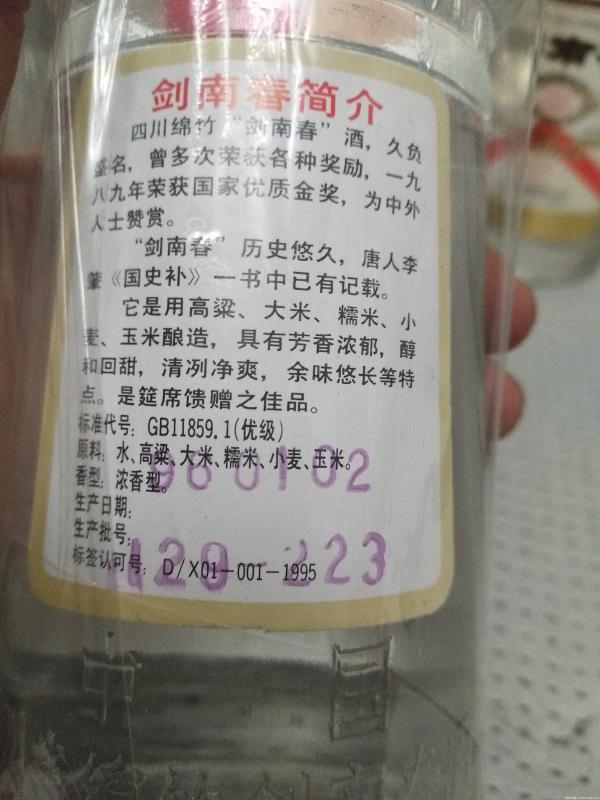 剑南春简介
四川绵竹“剑南春”酒，久负
盛名，曾多次荣获各种奖励，一九
八九年荣获国家优质金奖，为中外
人士赞赏。
“剑南春”历史悠久，唐人李
肇《国史补》一书中已有记载。
它是用高粱、大米、糯米、小
麦、玉米酿造，具有芳香浓郁，醇
和回甜，清冽净爽，余味悠长等特
点。是筵席馈赠之佳品。
标准代号：GB11859.1(优级)
原料：水、高粱、大米、糯米、小麦、玉米。
香型：浓香型。
960102
生产日期：
生产批号：
标签认可号：D/X01-001-1995
中国